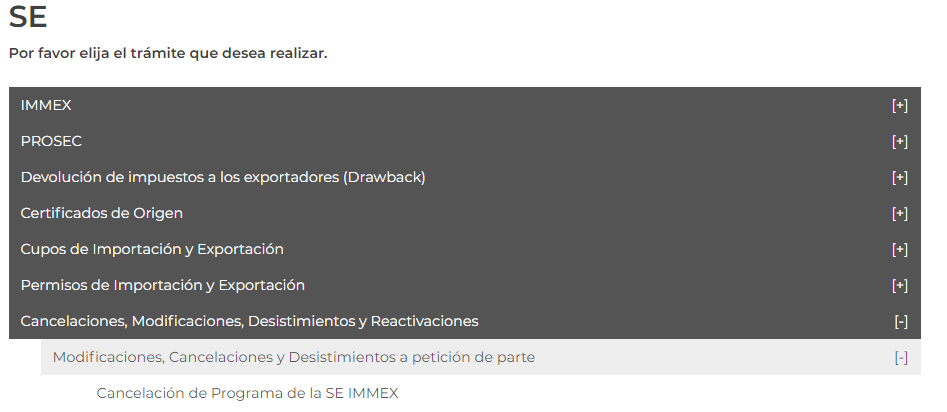 SE
Por favor elija el trámite que desea realizar.
IMMEX [+]
PROSEC [+]
Devolución de impuestos a los exportadores (Drawback) [+]
Certificados de Origen [+]
Cupos de Importación y Exportación [+]
Permisos de Importación y Exportación [+]
Cancelaciones, Modificaciones, Desistimientos y Reactivaciones [-]
Modificaciones, Cancelaciones y Desistimientos a petición de parte [-]
Cancelación de Programa de la SE IMMEX